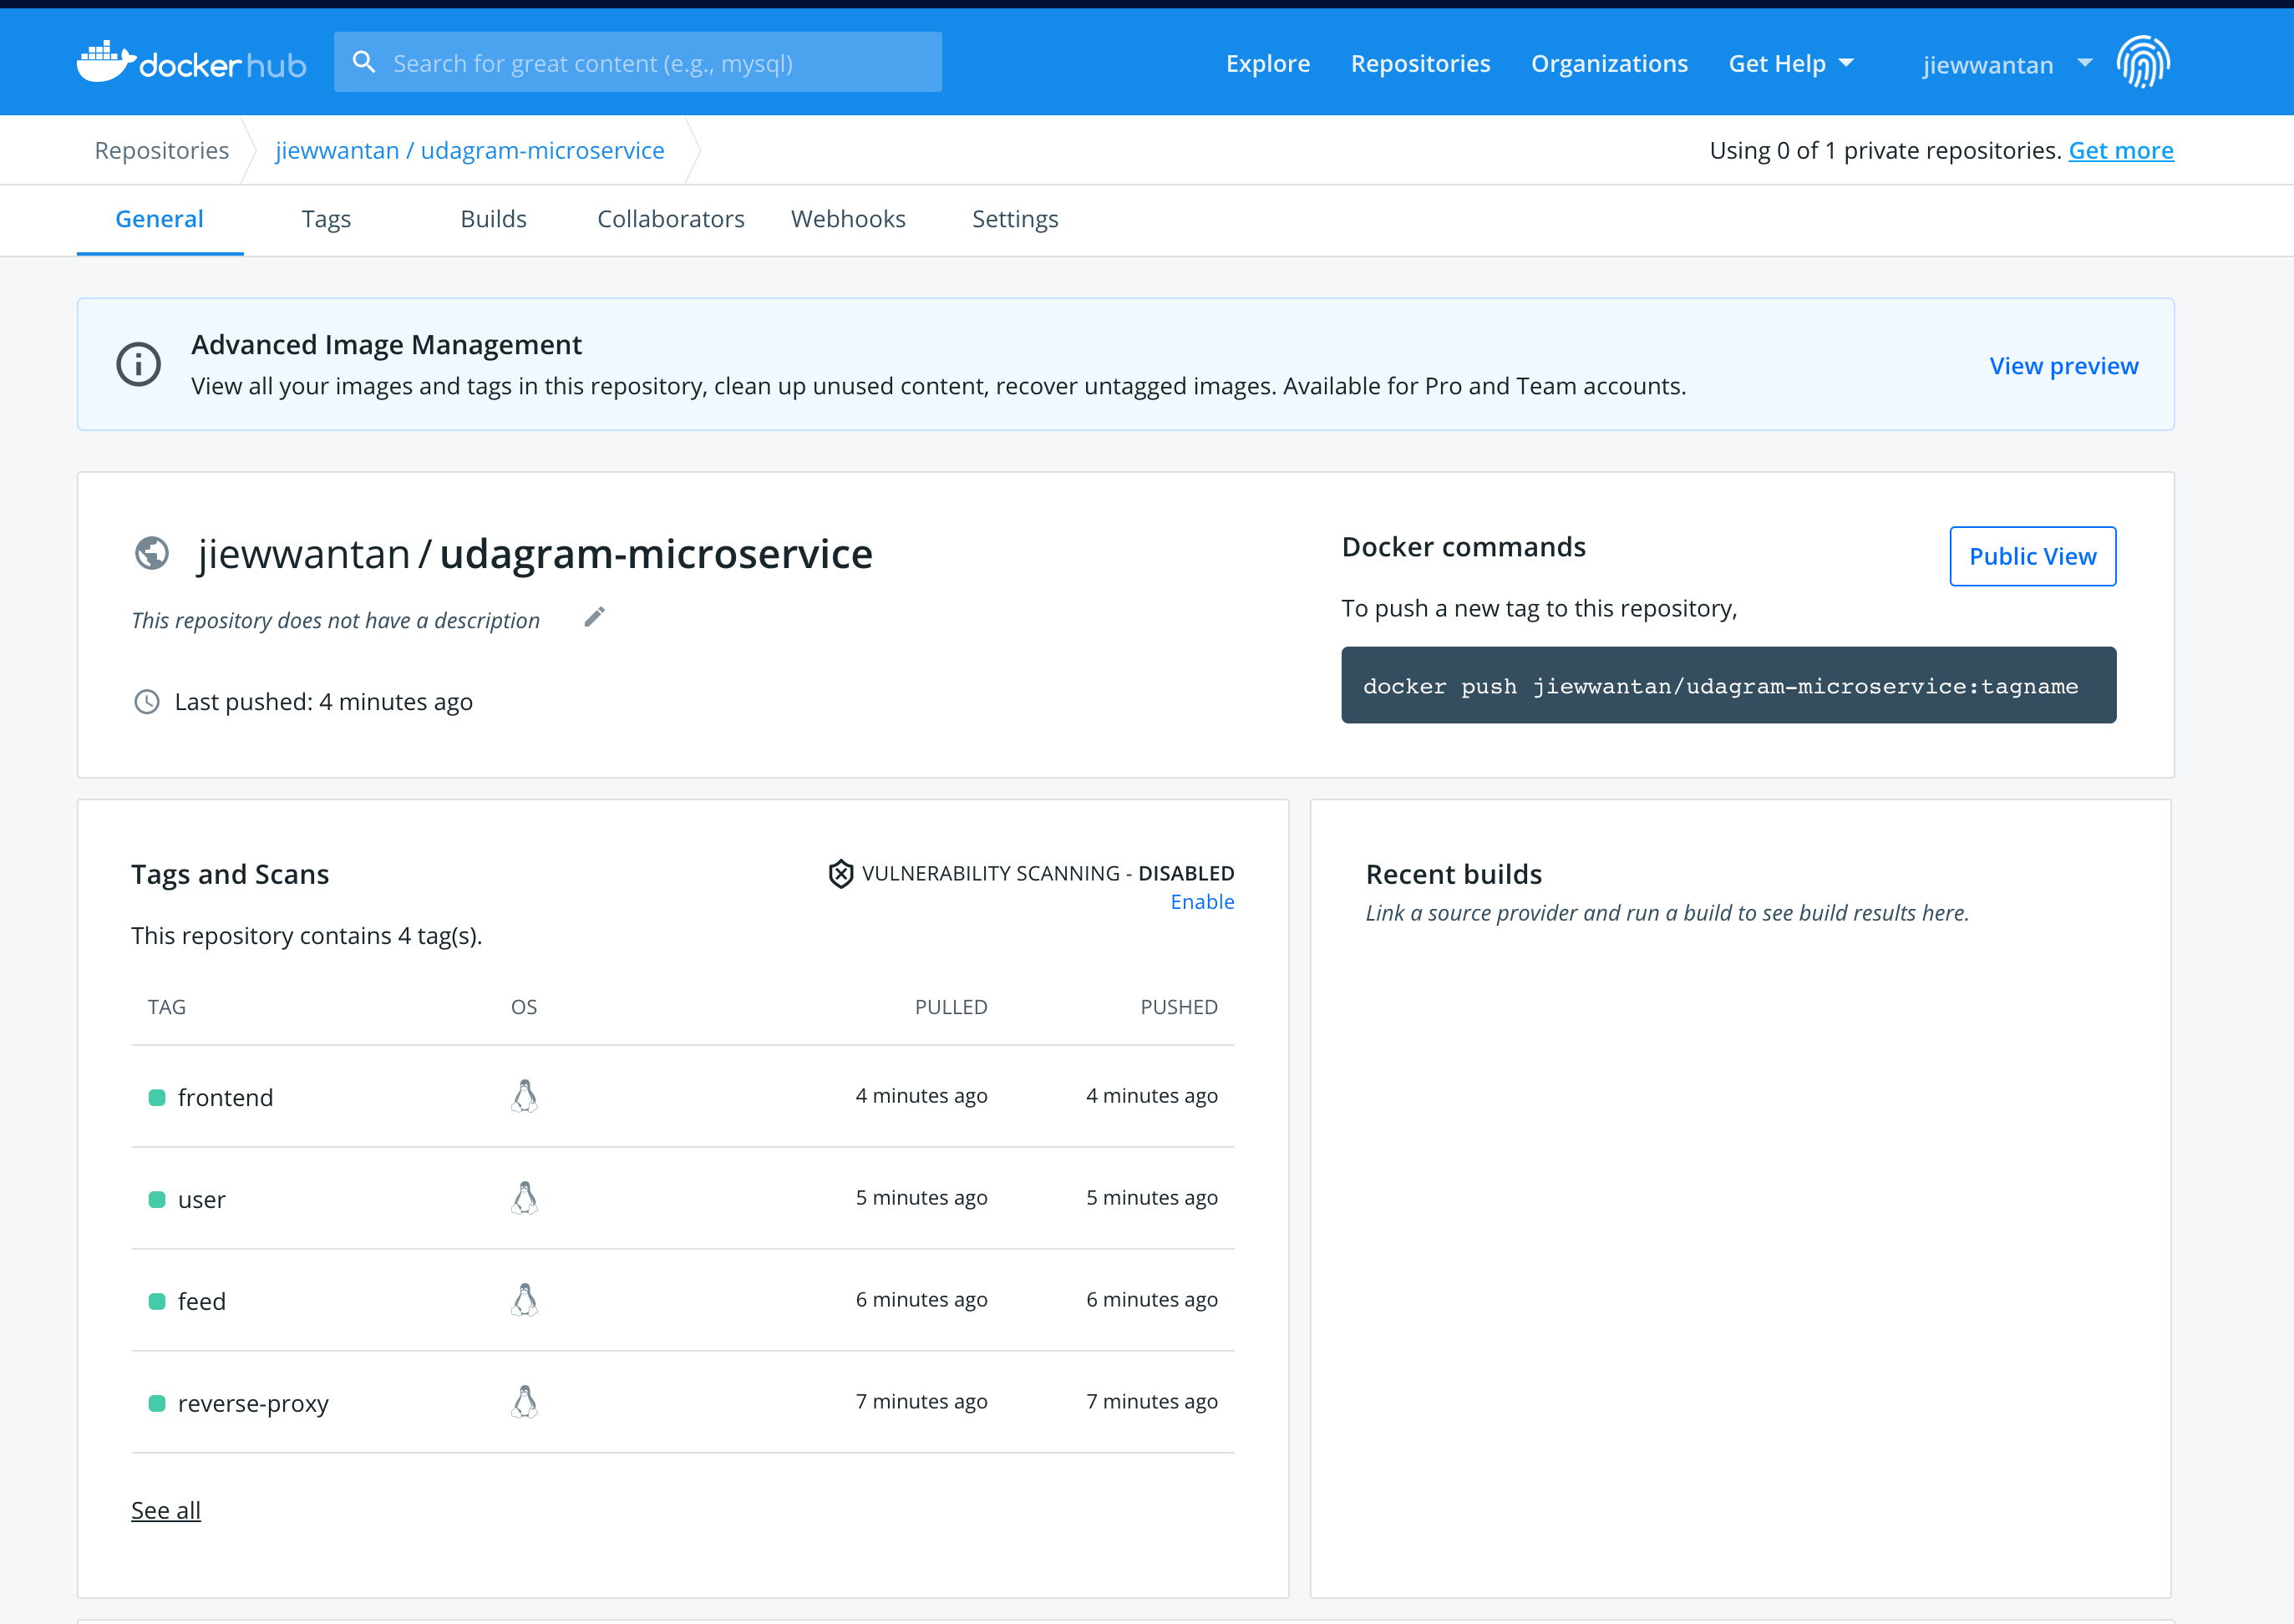 docker hub
Search for great content (e.g., mysql)
Explore
Repositories
Organizations
Get Help
jiewwantan
Repositories
jiewwantan / udagram-microservice
Using 0 of 1 private repositories. Get more
General
Tags
Builds
Collaborators
Webhooks
Settings
Advanced Image Management
View all your images and tags in this repository, clean up unused content, recover untagged images. Available for Pro and Team accounts.
View preview
jiewwantan / udagram-microservice
This repository does not have a description
Last pushed: 4 minutes ago
Docker commands
Public View
To push a new tag to this repository,
docker push jiewwantan/udagram-microservice:tagname
Tags and Scans
VULNERABILITY SCANNING - DISABLED
Enable
This repository contains 4 tag(s).
TAG OS PULLED PUSHED
frontend 4 minutes ago 4 minutes ago
user 5 minutes ago 5 minutes ago
feed 6 minutes ago 6 minutes ago
reverse-proxy 7 minutes ago 7 minutes ago
See all
Recent builds
Link a source provider and run a build to see build results here.